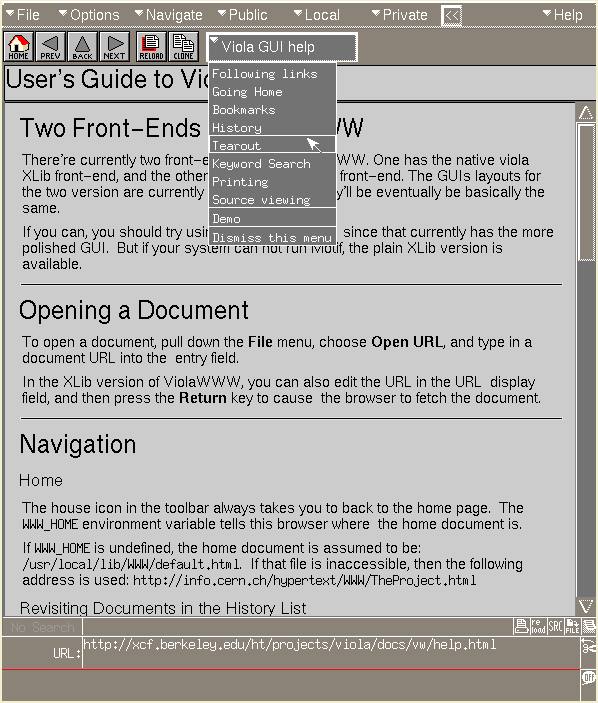 File Options Navigate Public Local Private << Help
HOME PREV BACK NEXT RELOAD CLONE Viola GUI help
User's Guide to Vi
Following links
Going Home
Bookmarks
History
Tearout
Keyword Search
Printing
Source viewing
Demo
Dismiss this menu
Two Front-Ends WW
There're currently two front-e WW. One has the native viola
XLib front-end, and the other front-end. The GUIs layouts for
the two version are currently y'll be eventually be basically the
same.
If you can, you should try usin since that currently has the more
polished GUI. But if your system can not run Motif, the plain XLib version is
available.
Opening a Document
To open a document, pull down the File menu, choose Open URL, and type in a
document URL into the entry field.
In the XLib version of ViolaWWW, you can also edit the URL in the URL display
field, and then press the Return key to cause the browser to fetch the document.
Navigation
Home
The house icon in the toolbar always takes you to back to the home page. The
WWW_HOME environment variable tells this browser where the home document is.
If WWW_HOME is undefined, the home document is assumed to be:
/usr/local/lib/WWW/default.html. If that file is inaccessible, then the following
address is used: http://info.cern.ch/hypertext/WWW/TheProject.html
Revisiting Documents in the History List
No Search re load SRC FILE
URL: http://xcf.berkeley.edu/ht/projects/viola/docs/vw/help.html
Off